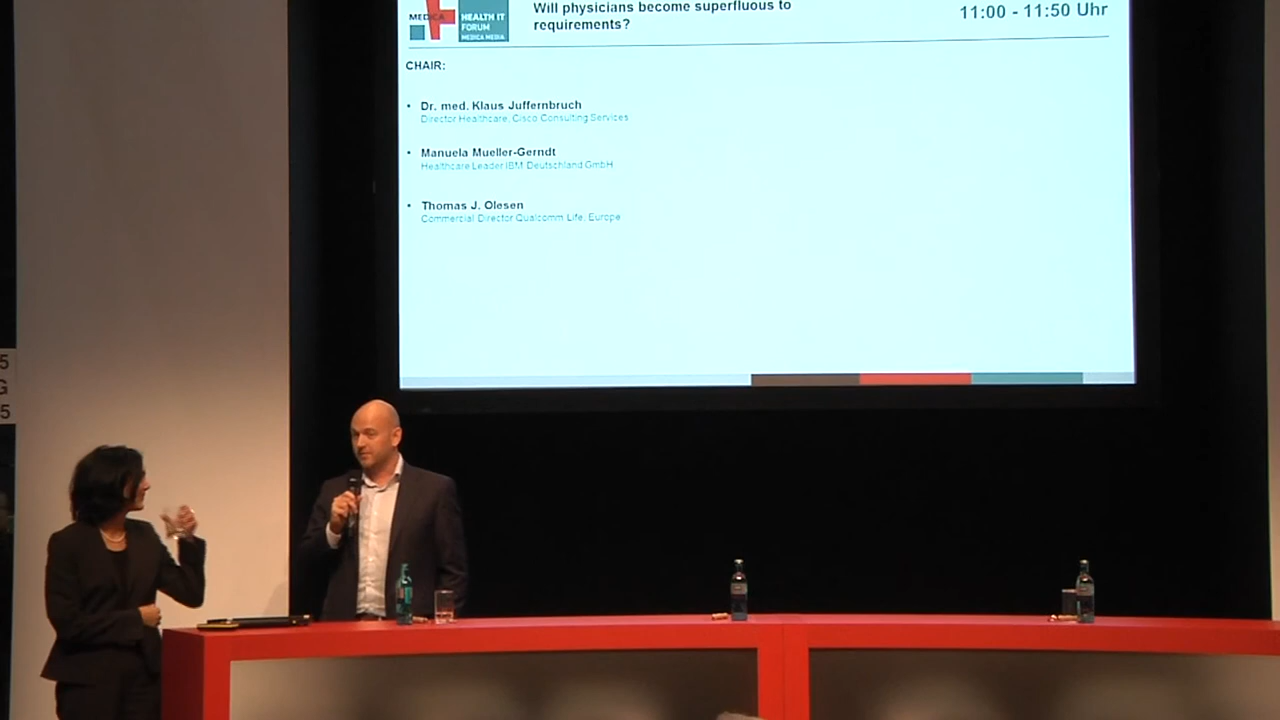 MEDICA
HEALTH IT
FORUM
MEDICA MEDIA
Will physicians become superfluous to
requirements?
11:00 - 11:50 Uhr
CHAIR:
• Dr. med. Klaus Juffernbruch
Director Healthcare, Cisco Consulting Services
• Manuela Mueller-Gerndt
Healthcare Leader IBM Deutschland GmbH
• Thomas J. Olesen
Commercial Director Qualcomm Life, Europe
5
G
5